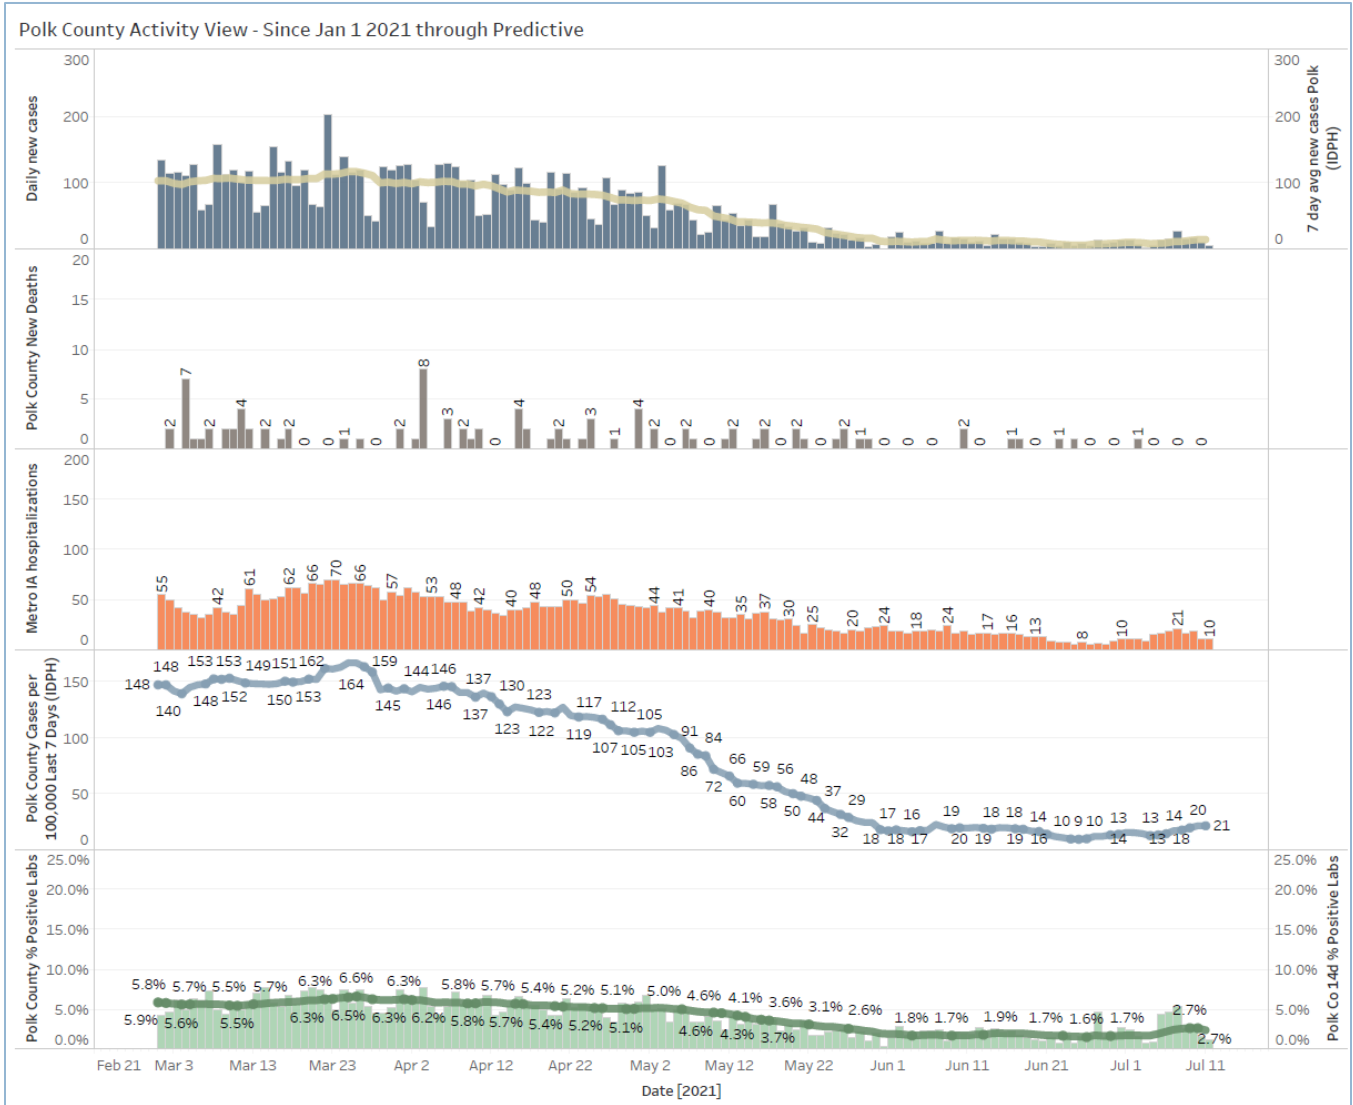 Polk County Activity View - Since Jan 1 2021 through Predictive
Daily new cases
300
200
100
0
300
200
100
0
7 day avg new cases Polk
(IDPH)
Polk County New Deaths
20
15
10
5
0
2 7 2 4 2 2 0 0 1 0 2 8 3 2 0 4 2 3 1 4 2 2 0 2 2 2 0 2 1 0 0 0 2 0 1 0 1 0 0 1 0 0 0
Metro IA hospitalizations
200
150
100
50
0
55 42 61 62 66 70 66 57 53 48 42 40 48 50 54 44 41 40 35 37 30 25 20 24 18 24 17 16 13 8 10 21 10
Polk County Cases per
100,000 Last 7 Days (IDPH)
150
100
50
0
148 153 153 149 151 162 159 144 146 137 130 123 117 112 105 91 84 66 59 56 48 37 29 17 16 19 18 18 14 10 9 10 13 13 14 20
148 140 148 152 150 153 164 145 146 137 123 122 119 107 105 103 86 72 60 58 50 44 32 18 18 17 20 19 19 16 14 13 18 21
Polk County % Positive Labs
25.0%
20.0%
15.0%
10.0%
5.0%
0.0%
5.8% 5.7% 5.5% 5.7% 6.3% 6.6% 6.3% 5.8% 5.7% 5.4% 5.2% 5.1% 5.0% 4.6% 4.1% 3.6% 3.1% 2.6% 1.8% 1.7% 1.9% 1.7% 1.6% 1.7% 2.7%
5.9% 5.6% 5.5% 6.3% 6.5% 6.3% 6.2% 5.8% 5.7% 5.4% 5.2% 5.1% 4.6% 4.3% 3.7% 2.7%
25.0%
20.0%
15.0%
10.0%
5.0%
0.0%
Polk Co 14d % Positive Labs
Feb 21 Mar 3 Mar 13 Mar 23 Apr 2 Apr 12 Apr 22 May 2 May 12 May 22 Jun 1 Jun 11 Jun 21 Jul 1 Jul 11
Date [2021]